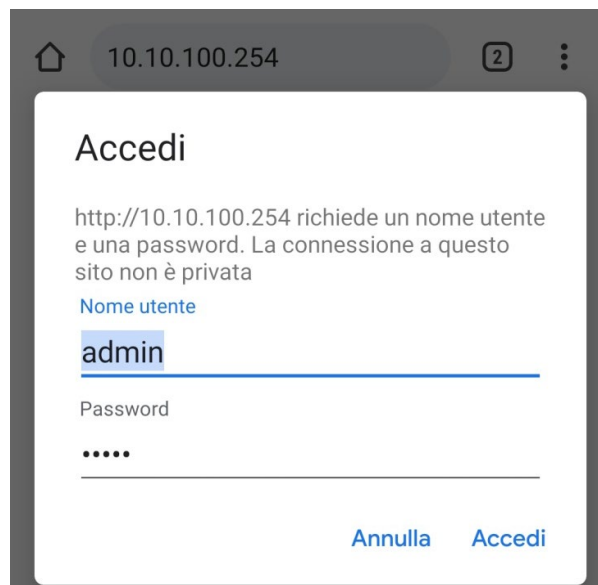 10.10.100.254
2
Accedi
http://10.10.100.254 richiede un nome utente
e una password. La connessione a questo
sito non è privata
Nome utente
admin
Password
•••••
Annulla
Accedi